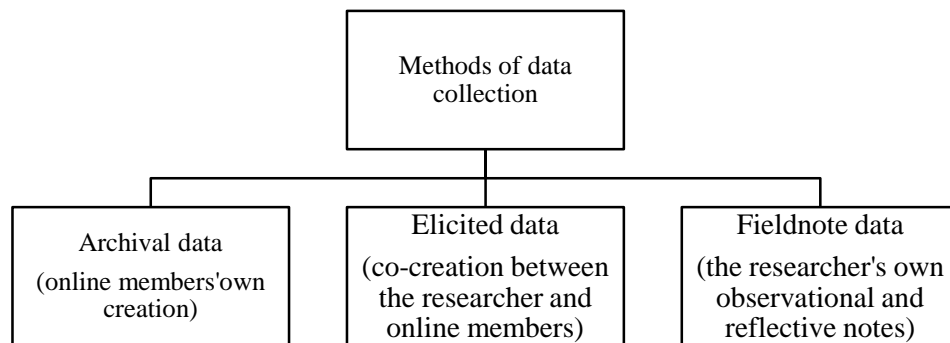 Methods of data
collection
Archival data
(online members'own
creation)
Elicited data
(co-creation between
the researcher and
online members)
Fieldnote data
(the researcher's own
observational and
reflective notes)